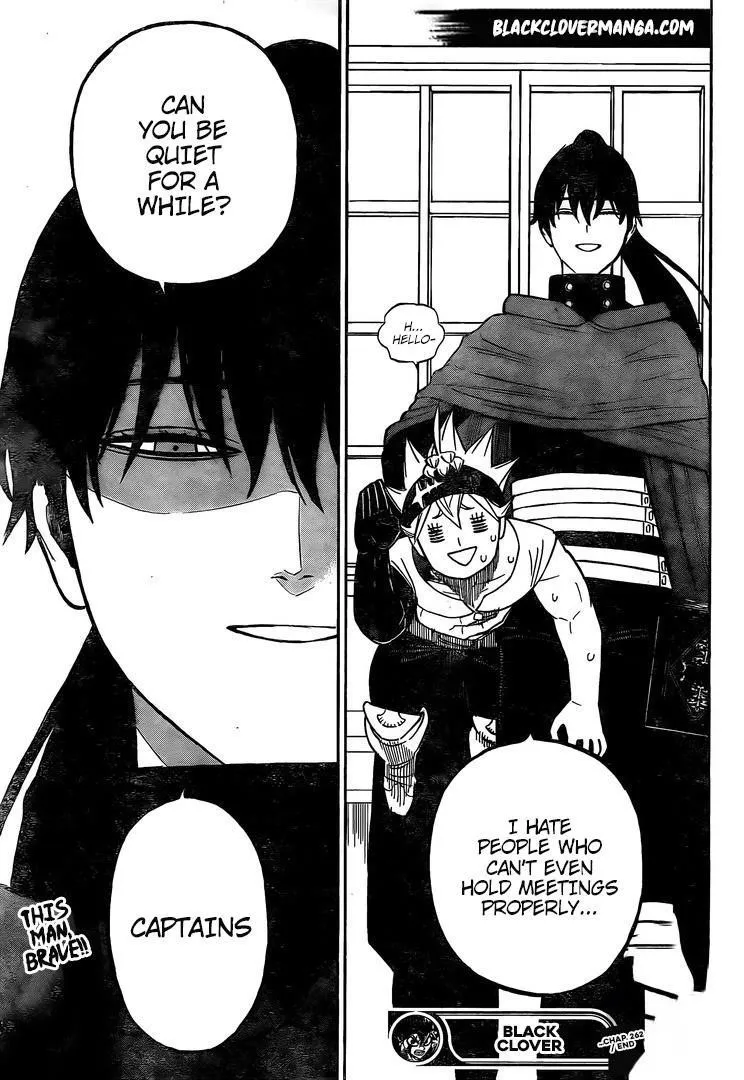 BLACKCLOVERMANGA.COM
H...
HELLO-
I HATE
PEOPLE WHO
CAN'T EVEN
HOLD MEETINGS
PROPERLY...
CAN
YOU BE
QUIET
FOR A
WHILE?
CAPTAINS
THIS
MAN,
BRAVE!!
BLACK
CLOVER
-CHAP. 262
/ END